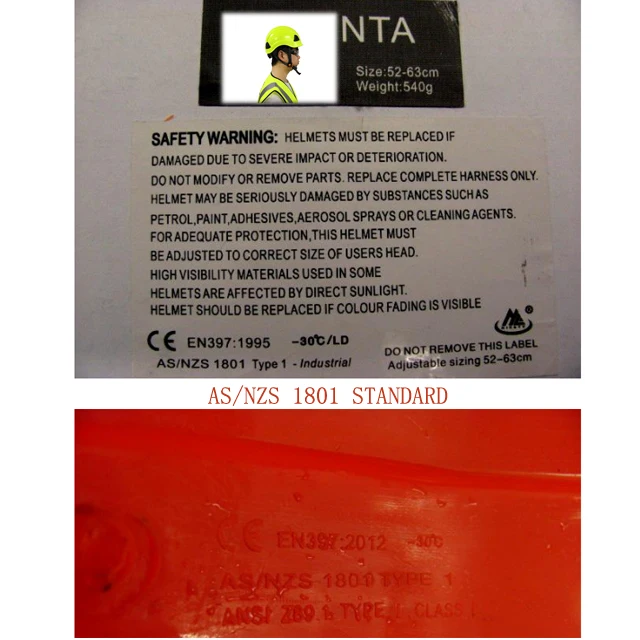 NTA
Size:52-63cm
Weight:540g
SAFETY WARNING: HELMETS MUST BE REPLACED IF
DAMAGED DUE TO SEVERE IMPACT OR DETERIORATION.
DO NOT MODIFY OR REMOVE PARTS. REPLACE COMPLETE HARNESS ONLY.
HELMET MAY BE SERIOUSLY DAMAGED BY SUBSTANCES SUCH AS
PETROL,PAINT,ADHESIVES,AEROSOL SPRAYS OR CLEANING AGENTS.
FOR ADEQUATE PROTECTION,THIS HELMET MUST
BE ADJUSTED TO CORRECT SIZE OF USERS HEAD.
HIGH VISIBILITY MATERIALS USED IN SOME
HELMETS ARE AFFECTED BY DIRECT SUNLIGHT.
HELMET SHOULD BE REPLACED IF COLOUR FADING IS VISIBLE
CE EN397:1995 -30℃/LD
AS/NZS 1801 Type 1 - Industrial
®
DO NOT REMOVE THIS LABEL
Adjustable sizing 52-63cm
AS/NZS 1801 STANDARD
CE EN397:2012 -30℃
AS/NZS 1801 TYPE 1
ANSI Z89.1 TYPE I CLASS